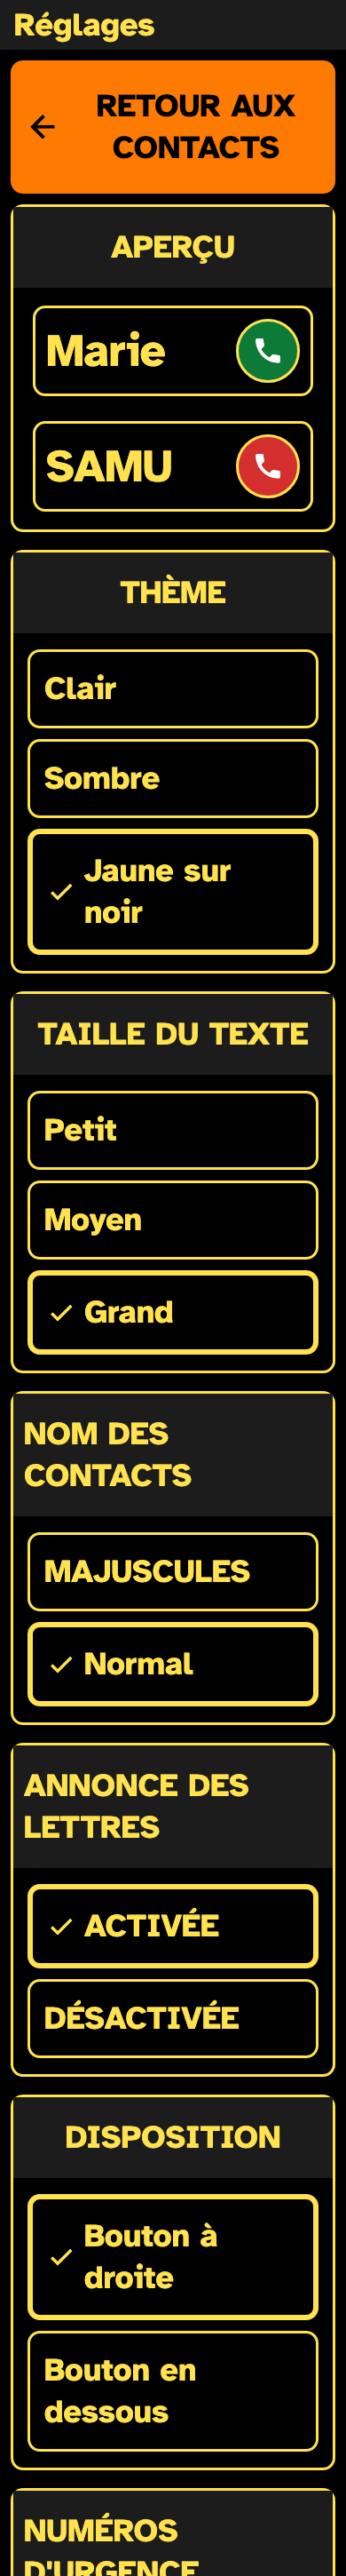 Réglages
RETOUR AUX
CONTACTS
APERÇU
Marie
SAMU
THÈME
Clair
Sombre
Jaune sur
noir
TAILLE DU TEXTE
Petit
Moyen
Grand
NOM DES
CONTACTS
MAJUSCULES
Normal
ANNONCE DES
LETTRES
ACTIVÉE
DÉSACTIVÉE
DISPOSITION
Bouton à
droite
Bouton en
dessous
NUMÉROS
D'URGENCE